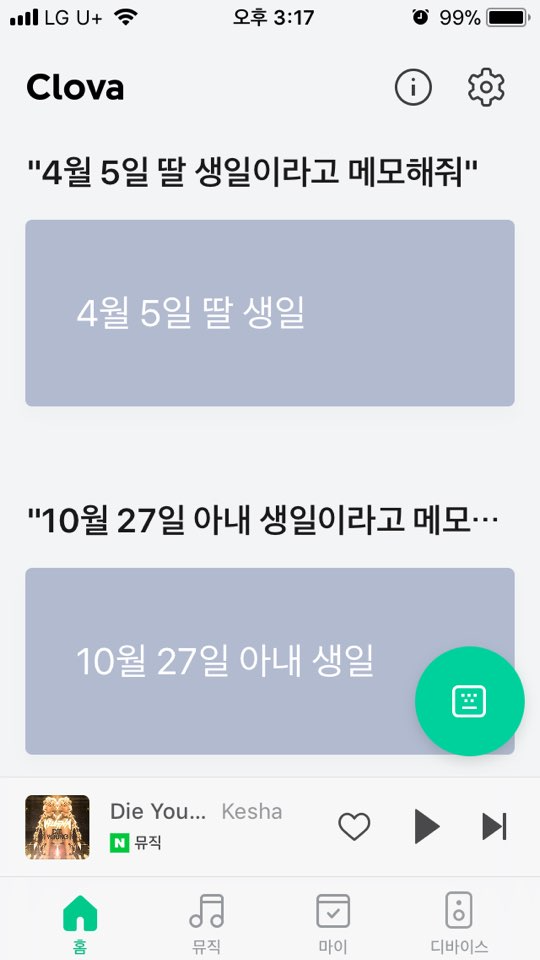 LG U+ 오후 3:17 99%
Clova
"4월 5일 딸 생일이라고 메모해줘"
4월 5일 딸 생일
"10월 27일 아내 생일이라고 메모…
10월 27일 아내 생일
Die You... Kesha
N 뮤직
홈 뮤직 마이 디바이스